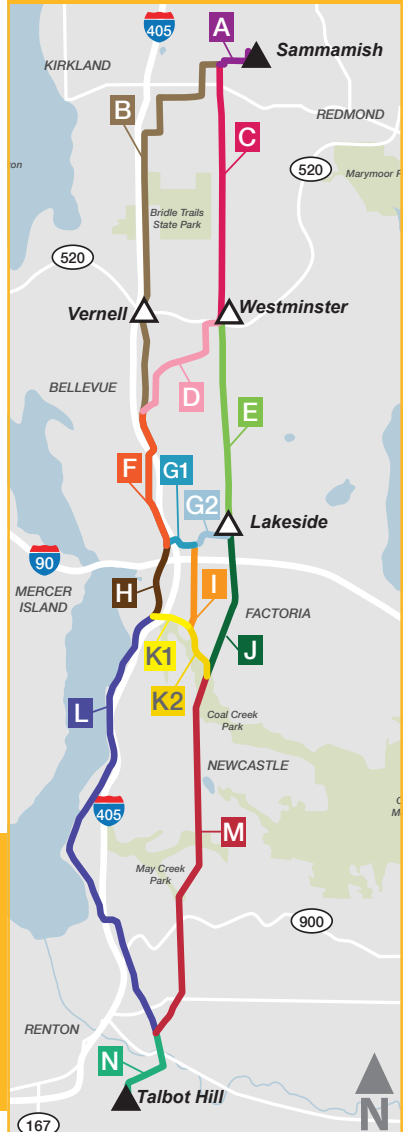 405
A
Sammamish
KIRKLAND
B
REDMOND
C
520
Marymoor P
Bridle Trails
State Park
520
Vernell
Westminster
BELLEVUE
D
E
F
G1
G2
Lakeside
90
MERCER
ISLAND
H
I
FACTORIA
K1
J
K2
L
Coal Creek
Park
NEWCASTLE
405
M
May Creek
Park
900
RENTON
N
Talbot Hill
167
N